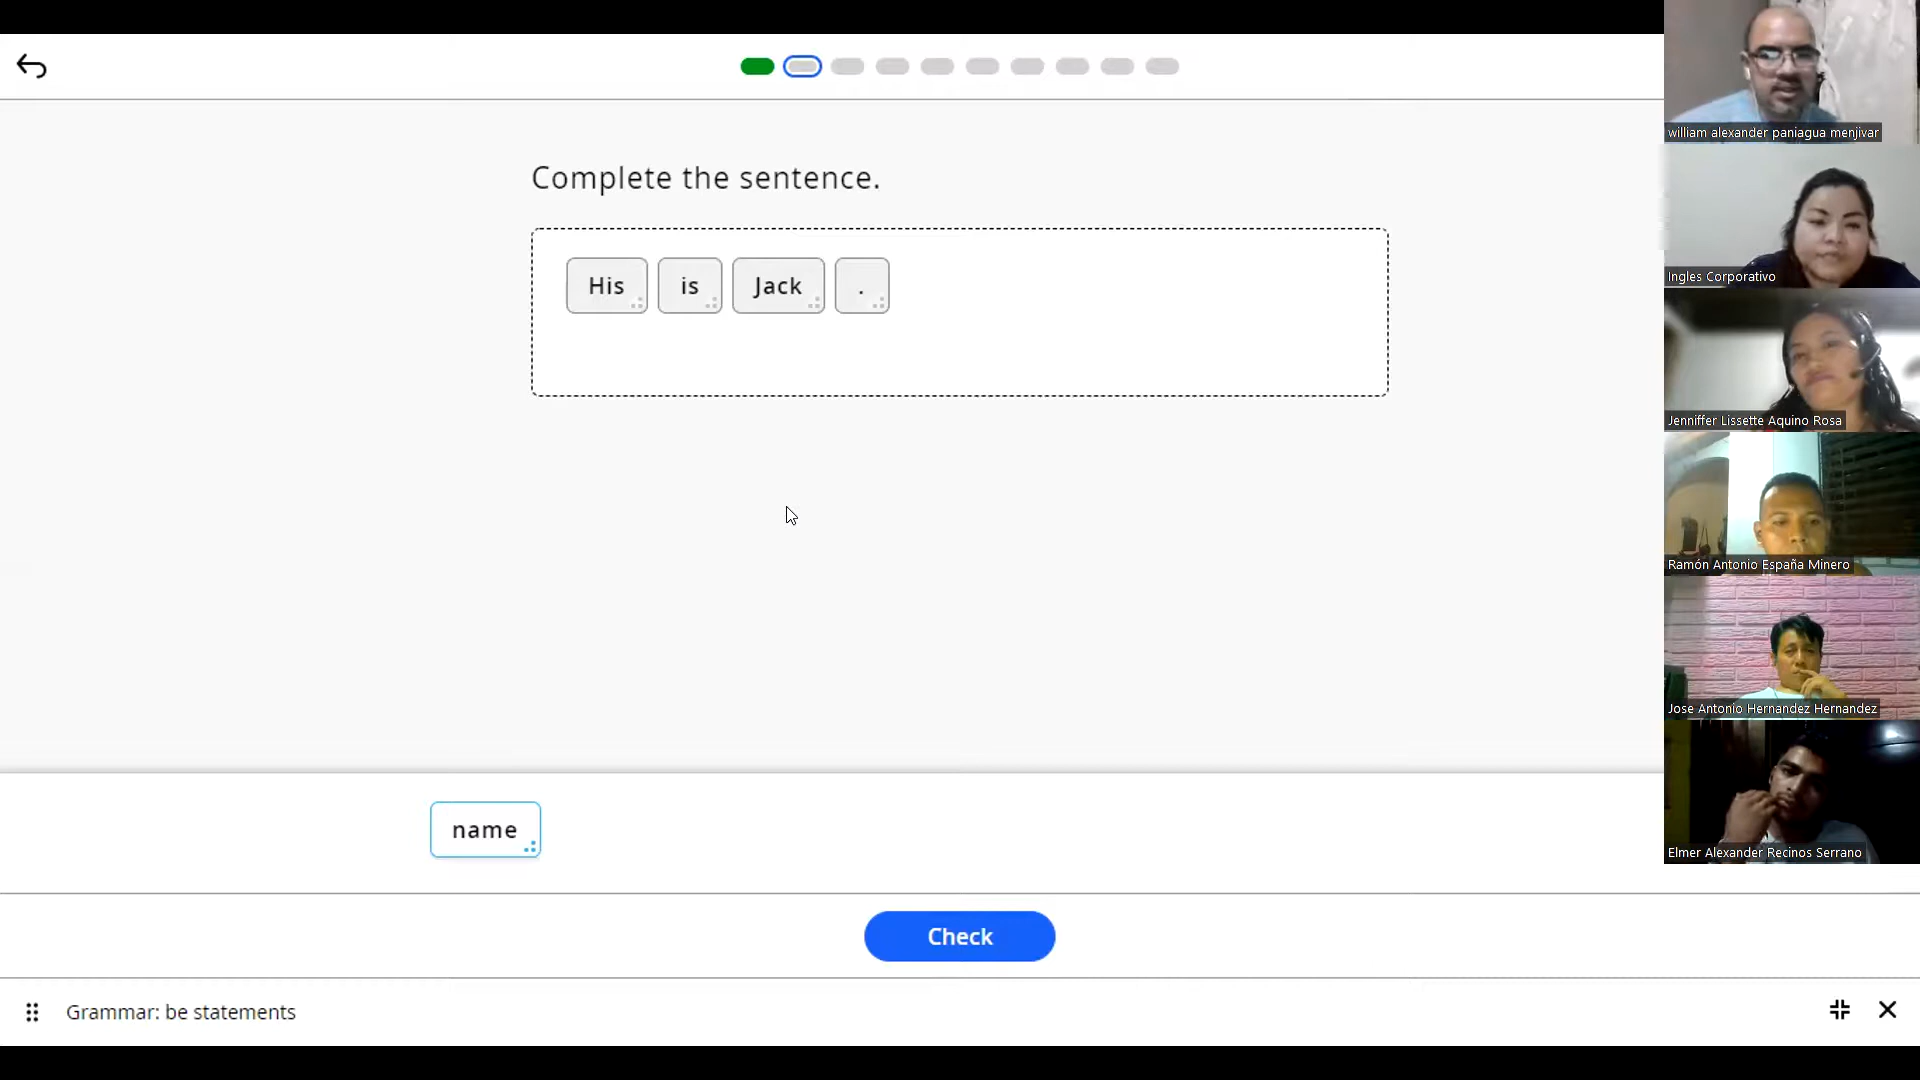 Complete the sentence.
His is Jack .
name
Check
Grammar: be statements
william alexander paniagua menjivar
Ingles Corporativo
Jenniffer Lissette Aquino Rosa
Ramón Antonio España Minero
Jose Antonio Hernandez Hernandez
Elmer Alexander Recinos Serrano